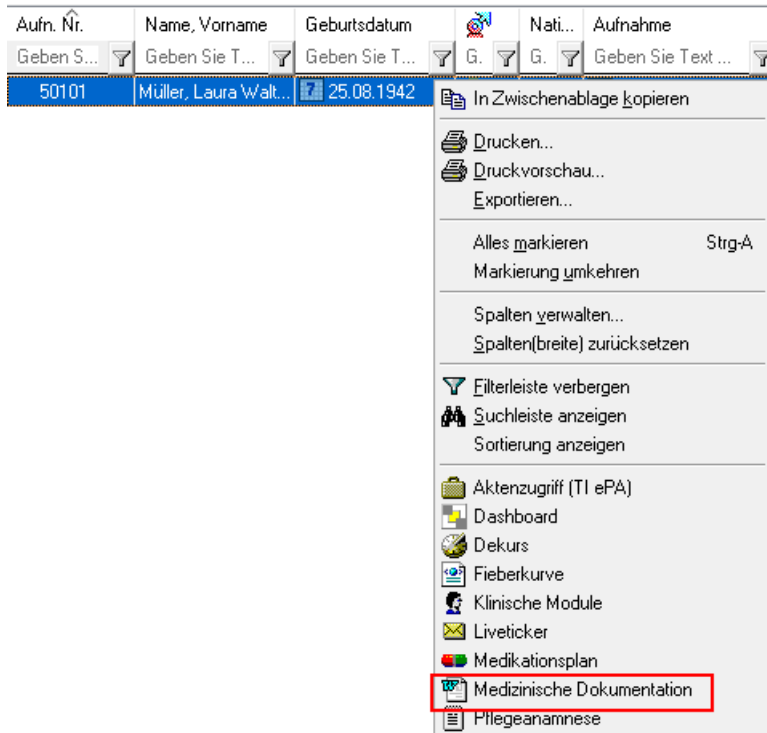 Aufn. Nr. Name, Vorname Geburtsdatum Nati... Aufnahme
Geben S... Geben Sie T... Geben Sie T... G. G. Geben Sie Text ...
50101 Müller, Laura Walt... 7 25.08.1942
In Zwischenablage kopieren
Drucken...
Druckvorschau...
Exportieren...
Alles markieren Strg-A
Markierung umkehren
Spalten verwalten...
Spalten(breite) zurücksetzen
Filterleiste verbergen
Suchleiste anzeigen
Sortierung anzeigen
Aktenzugriff (TI ePA)
Dashboard
Dekurs
Fieberkurve
Klinische Module
Liveticker
Medikationsplan
Medizinische Dokumentation
Pflegeanamnese